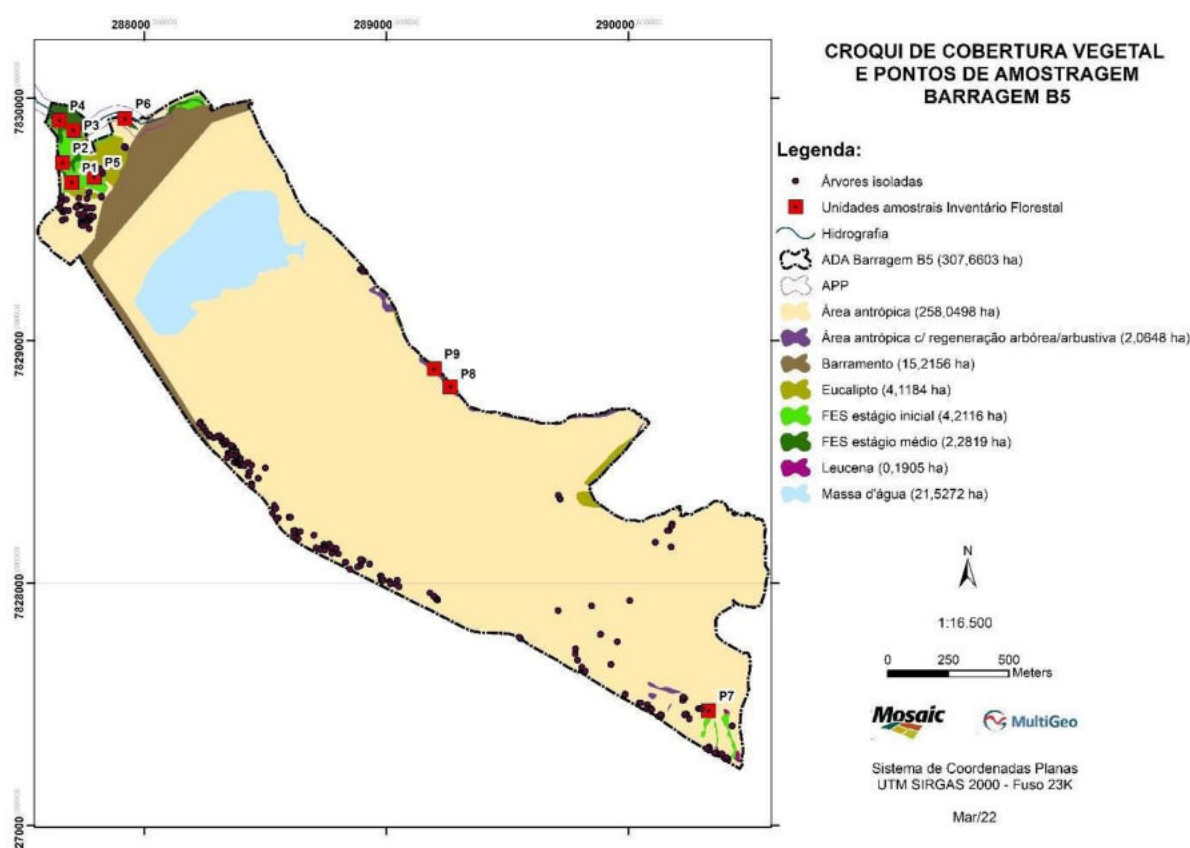 288000
289000
290000
CROQUI DE COBERTURA VEGETAL
E PONTOS DE AMOSTRAGEM
BARRAGEM B5
7830000
7829000
7828000
27000
P4
P3
P6
P2
P1
P5
P9
P8
P7
Legenda:
Árvores isoladas
Unidades amostrais Inventário Florestal
Hidrografia
ADA Barragem B5 (307,6603 ha)
APP
Área antrópica (258,0498 ha)
Área antrópica c/ regeneração arbórea/arbustiva (2,0648 ha)
Barramento (15,2156 ha)
Eucalipto (4,1184 ha)
FES estágio inicial (4,2116 ha)
FES estágio médio (2,2819 ha)
Leucena (0,1905 ha)
Massa d'água (21,5272 ha)
N
1:16.500
0 250 500
Meters
Mosaic MultiGeo
Sistema de Coordenadas Planas
UTM SIRGAS 2000 - Fuso 23K
Mar/22